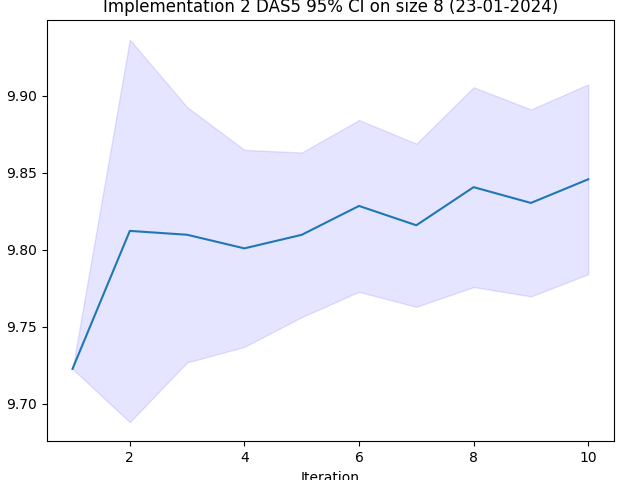 Implementation 2 DAS5 95% CI on size 8 (23-01-2024)
9.90
9.85
9.80
9.75
9.70
2 4 6 8 10
Iteration